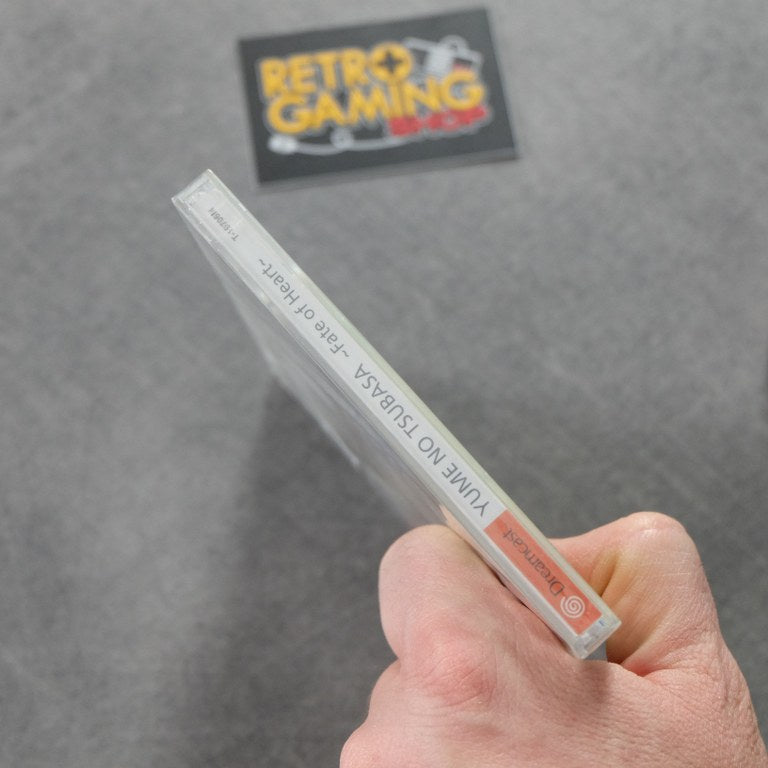 RETRO
GAMING
SHOP
Dreamcast
YUME NO TSUBASA ~Fate of Heart~